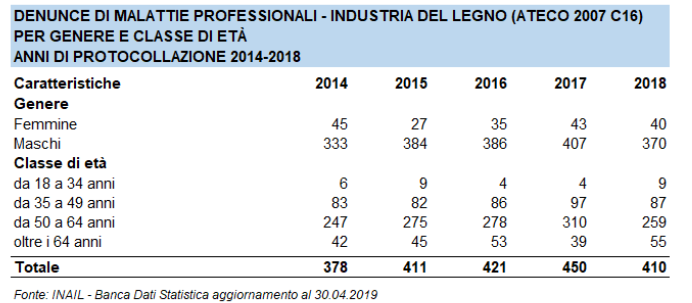 DENUNCE DI MALATTIE PROFESSIONALI - INDUSTRIA DEL LEGNO (ATECO 2007 C16)
PER GENERE E CLASSE DI ETÀ
ANNI DI PROTOCOLLAZIONE 2014-2018
Caratteristiche 2014 2015 2016 2017 2018
Genere
Femmine 45 27 35 43 40
Maschi 333 384 386 407 370
Classe di età
da 18 a 34 anni 6 9 4 4 9
da 35 a 49 anni 83 82 86 97 87
da 50 a 64 anni 247 275 278 310 259
oltre i 64 anni 42 45 53 39 55
Totale 378 411 421 450 410
Fonte: INAIL - Banca Dati Statistica aggiornamento al 30.04.2019